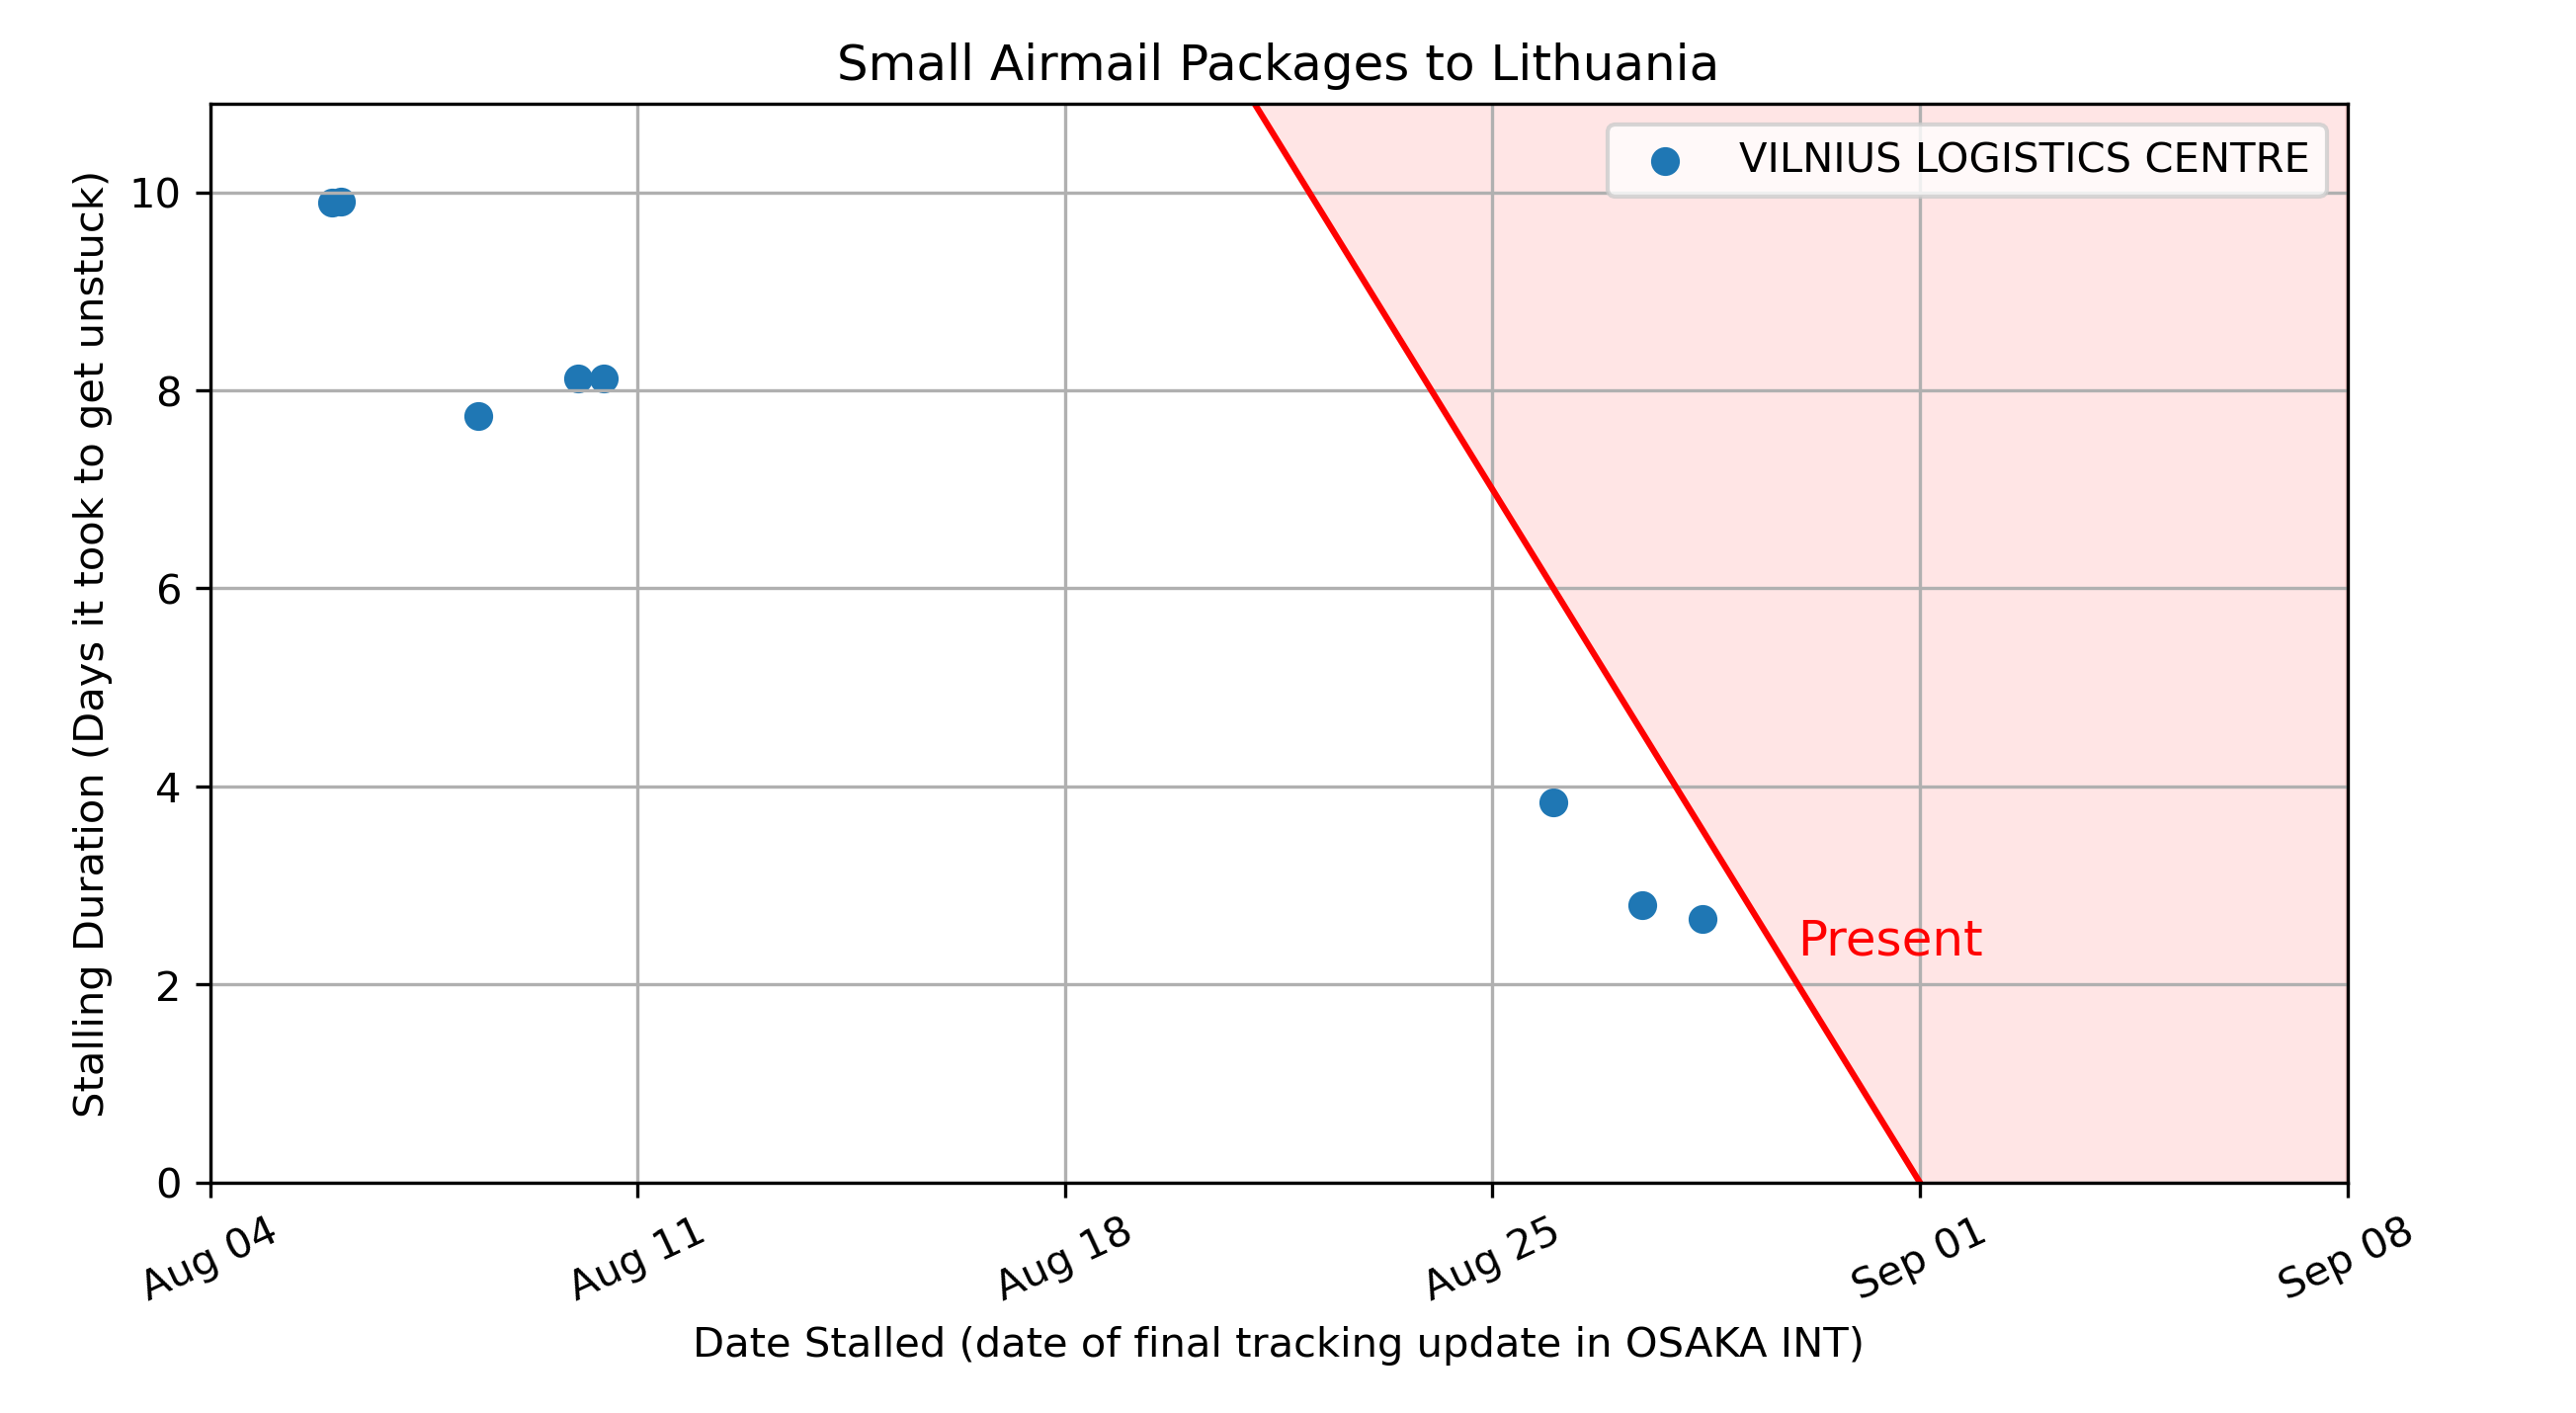 Small Airmail Packages to Lithuania
VILNIUS LOGISTICS CENTRE
Stalling Duration (Days it took to get unstuck)
10
8
6
4
2
0
Present
Aug 04
Aug 11
Aug 18
Aug 25
Sep 01
Sep 08
Date Stalled (date of final tracking update in OSAKA INT)